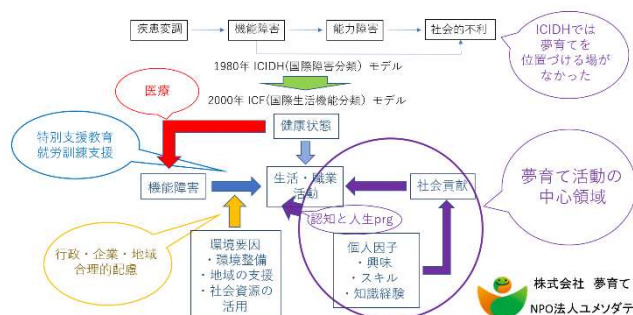 疾患変調
機能障害
能力障害
社会的不利
ICIDHでは
夢育てを
位置づける場が
なかった
1980年 ICIDH(国際障害分類) モデル
医療
2000年 ICF(国際生活機能分類) モデル
健康状態
特別支援教育
就労訓練支援
機能障害
生活・職業
活動
社会貢献
夢育て活動の
中心領域
認知と人生prg
行政・企業・地域
合理的配慮
環境要因
・環境整備
・地域の支援
・社会資源の
活用
個人因子
・興味
・スキル
・知識経験
株式会社 夢育て
NPO法人ユメソダテ